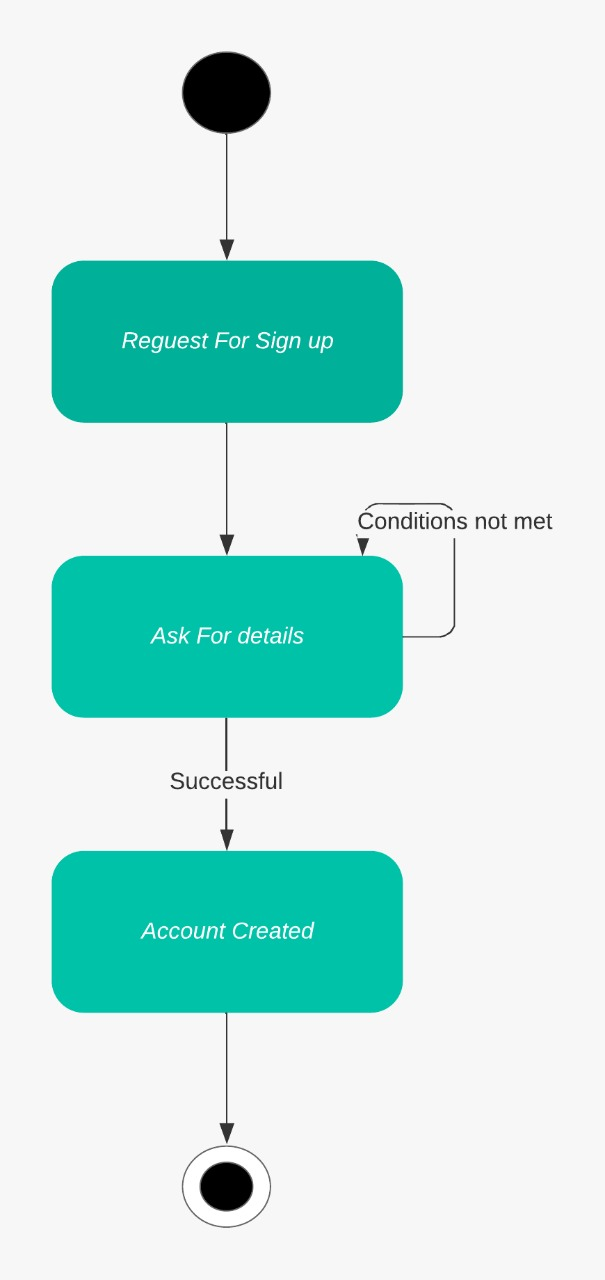 Reguest For Sign up
Conditions not met
Ask For details
Successful
Account Created